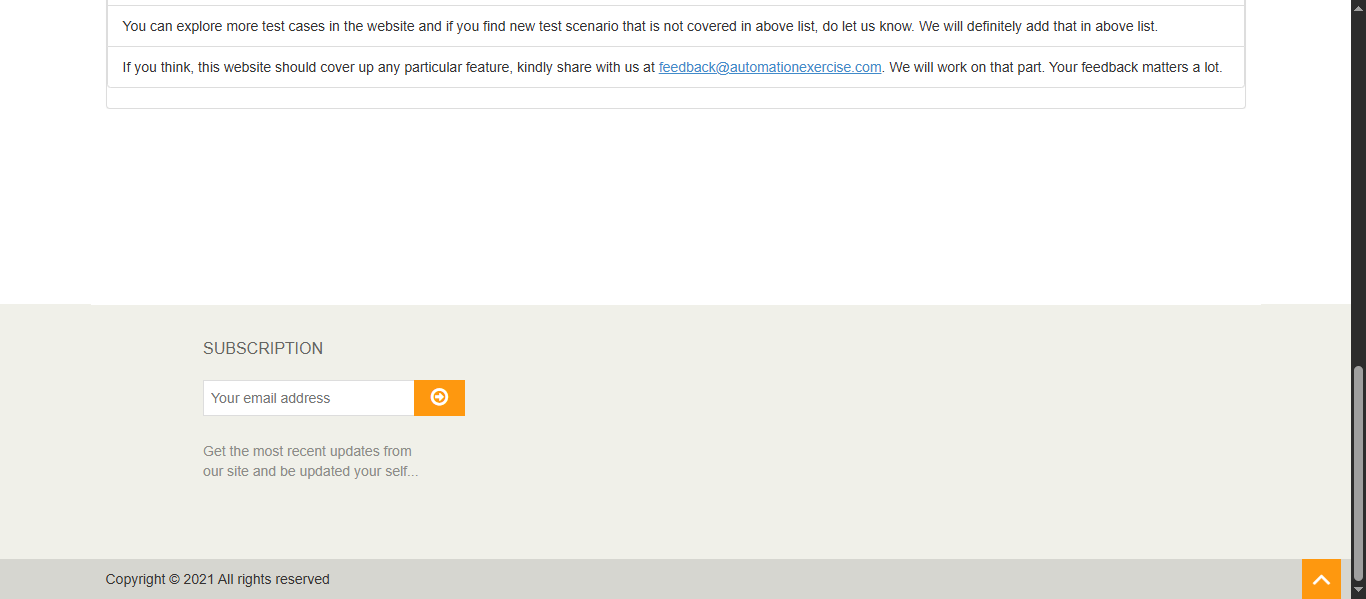 You can explore more test cases in the website and if you find new test scenario that is not covered in above list, do let us know. We will definitely add that in above list.
If you think, this website should cover up any particular feature, kindly share with us at feedback@automationexercise.com. We will work on that part. Your feedback matters a lot.
SUBSCRIPTION
Your email address
Get the most recent updates from
our site and be updated your self...
Copyright © 2021 All rights reserved